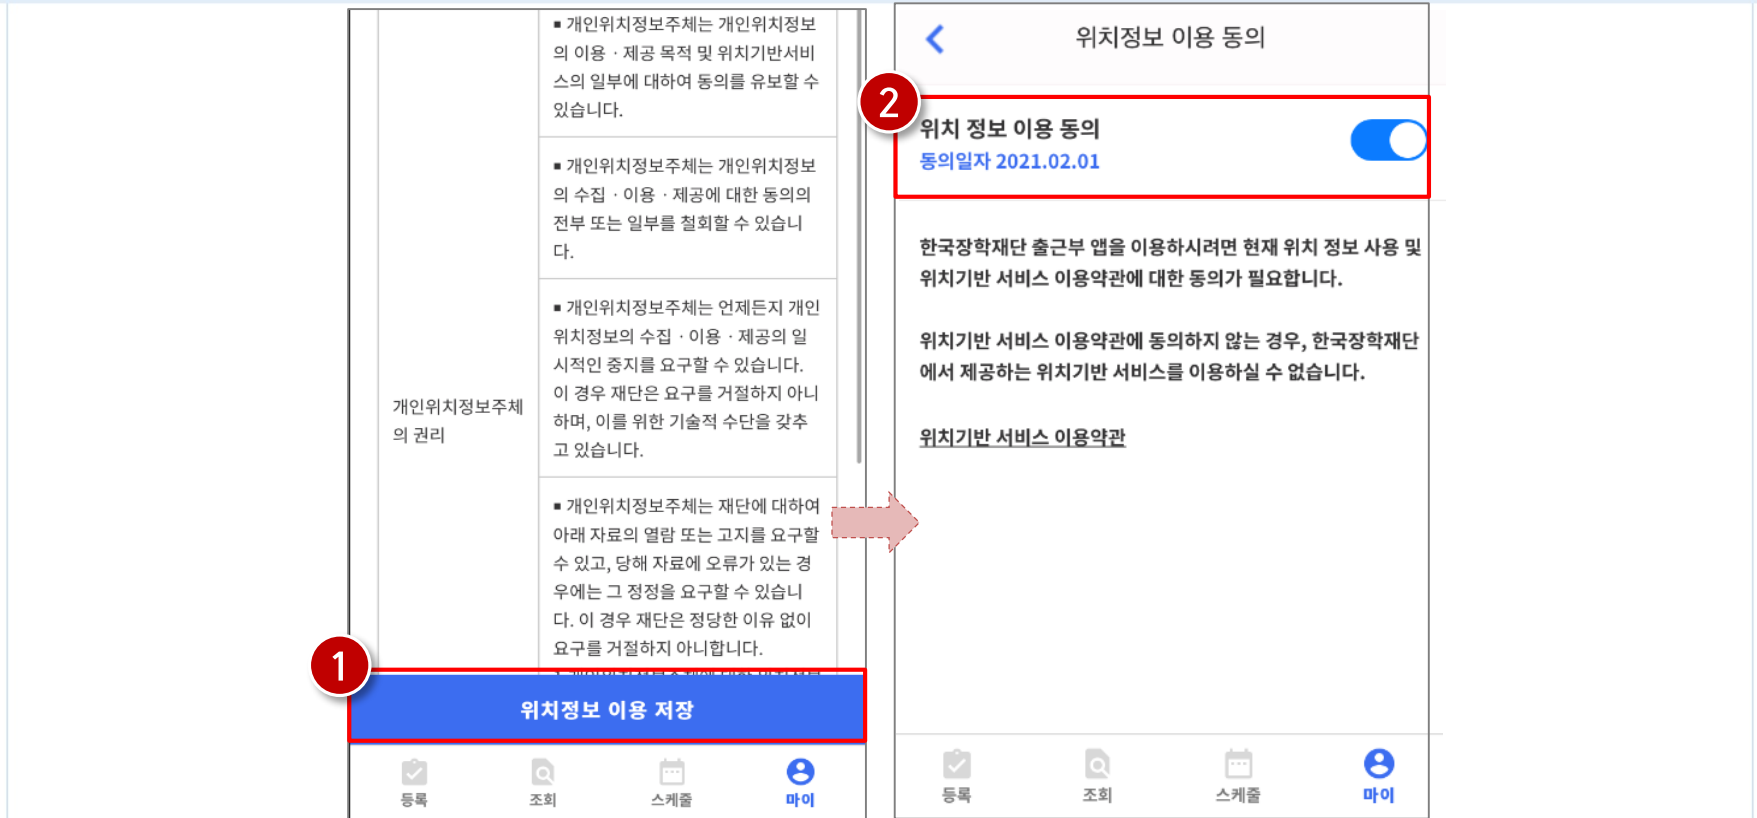 ■ 개인위치정보주체는 개인위치정보
의 이용 · 제공 목적 및 위치기반서비
스의 일부에 대하여 동의를 유보할 수
있습니다.
■ 개인위치정보주체는 개인위치정보
의 수집 · 이용 · 제공에 대한 동의의
전부 또는 일부를 철회할 수 있습니
다.
개인위치정보주체
의 권리
■ 개인위치정보주체는 언제든지 개인
위치정보의 수집 · 이용 · 제공의 일
시적인 중지를 요구할 수 있습니다.
이 경우 재단은 요구를 거절하지 아니
하며, 이를 위한 기술적 수단을 갖추
고 있습니다.
■ 개인위치정보주체는 재단에 대하여
아래 자료의 열람 또는 고지를 요구할
수 있고, 당해 자료에 오류가 있는 경
우에는 그 정정을 요구할 수 있습니
다. 이 경우 재단은 정당한 이유 없이
요구를 거절하지 아니합니다.
1
위치정보 이용 저장
등록
조회
스케줄
마이
위치정보 이용 동의
2
위치 정보 이용 동의
동의일자 2021.02.01
한국장학재단 출근부 앱을 이용하시려면 현재 위치 정보 사용 및
위치기반 서비스 이용약관에 대한 동의가 필요합니다.
위치기반 서비스 이용약관에 동의하지 않는 경우, 한국장학재단
에서 제공하는 위치기반 서비스를 이용하실 수 없습니다.
위치기반 서비스 이용약관
등록
조회
스케줄
마이